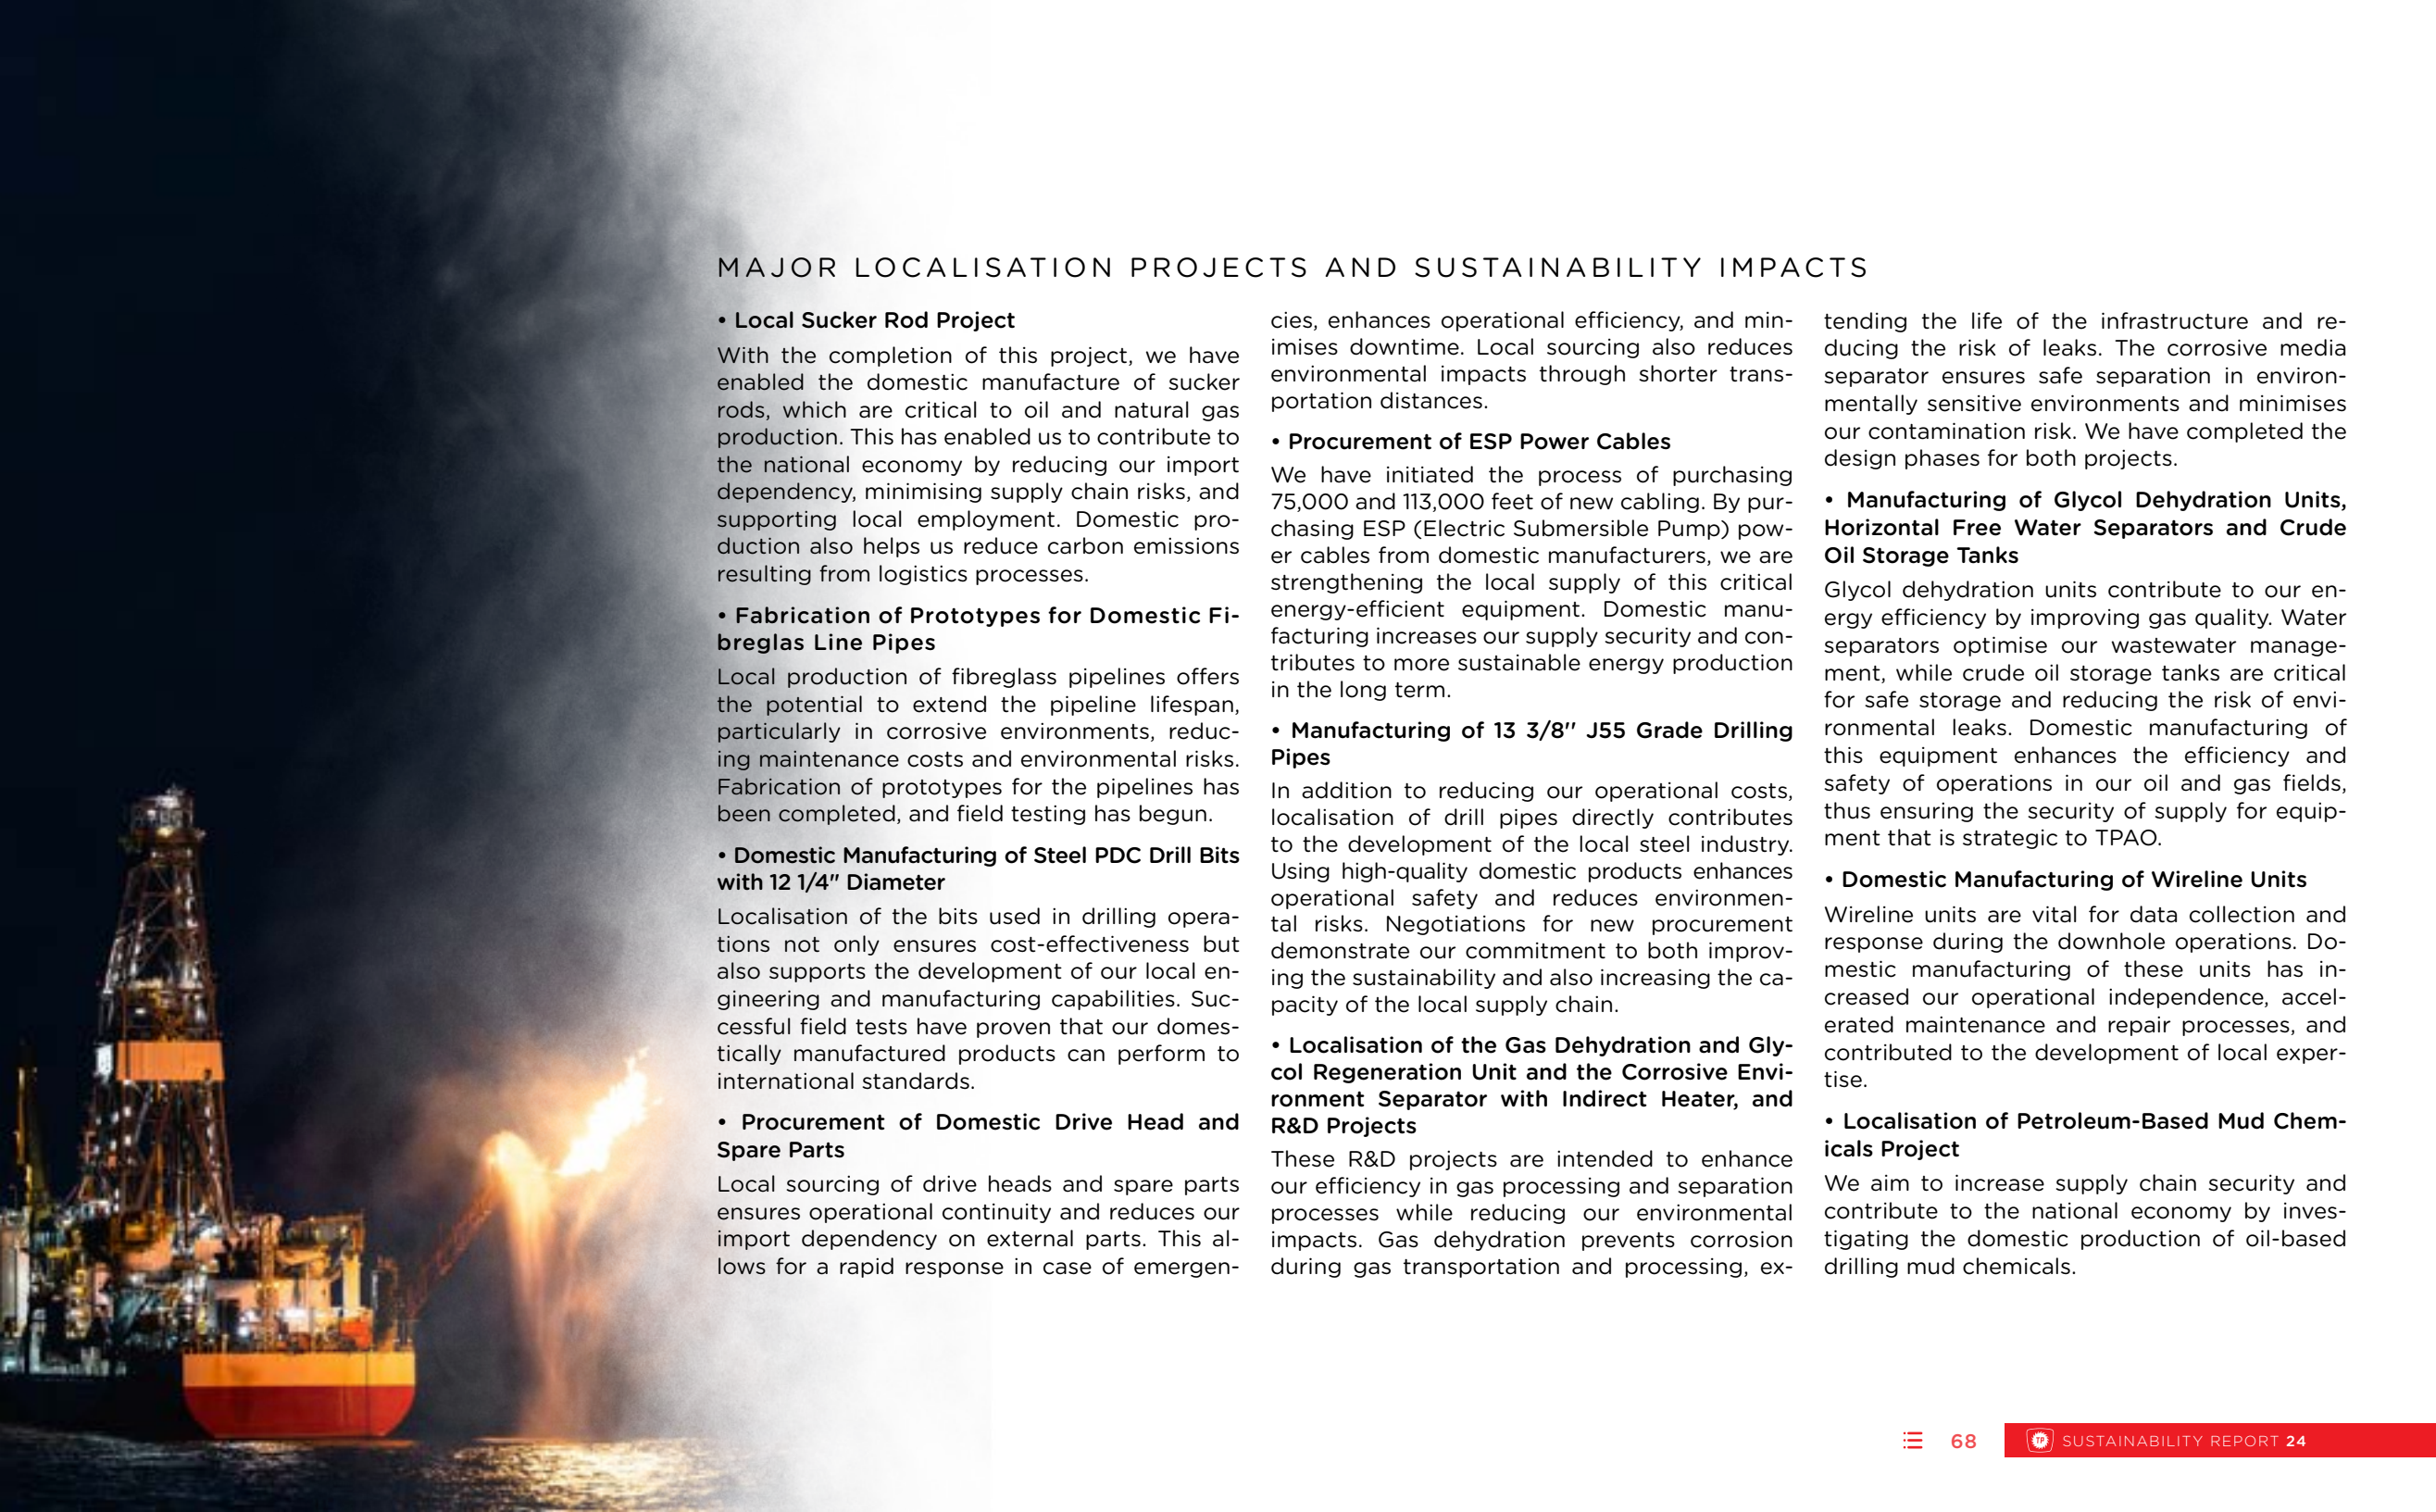 MAJOR LOCALISATION PROJECTS AND SUSTAINABILITY IMPACTS
• Local Sucker Rod Project
With the completion of this project, we have
enabled the domestic manufacture of sucker
rods, which are critical to oil and natural gas
production. This has enabled us to contribute to
the national economy by reducing our import
dependency, minimising supply chain risks, and
supporting local employment. Domestic pro-
duction also helps us reduce carbon emissions
resulting from logistics processes.
• Fabrication of Prototypes for Domestic Fi-
breglas Line Pipes
Local production of fibreglass pipelines offers
the potential to extend the pipeline lifespan,
particularly in corrosive environments, reduc-
ing maintenance costs and environmental risks.
Fabrication of prototypes for the pipelines has
been completed, and field testing has begun.
• Domestic Manufacturing of Steel PDC Drill Bits
with 12 1/4" Diameter
Localisation of the bits used in drilling opera-
tions not only ensures cost-effectiveness but
also supports the development of our local en-
gineering and manufacturing capabilities. Suc-
cessful field tests have proven that our domes-
tically manufactured products can perform to
international standards.
• Procurement of Domestic Drive Head and
Spare Parts
Local sourcing of drive heads and spare parts
ensures operational continuity and reduces our
import dependency on external parts. This al-
lows for a rapid response in case of emergen-
cies, enhances operational efficiency, and min-
imises downtime. Local sourcing also reduces
environmental impacts through shorter trans-
portation distances.
• Procurement of ESP Power Cables
We have initiated the process of purchasing
75,000 and 113,000 feet of new cabling. By pur-
chasing ESP (Electric Submersible Pump) pow-
er cables from domestic manufacturers, we are
strengthening the local supply of this critical
energy-efficient equipment. Domestic manu-
facturing increases our supply security and con-
tributes to more sustainable energy production
in the long term.
• Manufacturing of 13 3/8'' J55 Grade Drilling
Pipes
In addition to reducing our operational costs,
localisation of drill pipes directly contributes
to the development of the local steel industry.
Using high-quality domestic products enhances
operational safety and reduces environmen-
tal risks. Negotiations for new procurement
demonstrate our commitment to both improv-
ing the sustainability and also increasing the ca-
pacity of the local supply chain.
• Localisation of the Gas Dehydration and Gly-
col Regeneration Unit and the Corrosive Envi-
ronment Separator with Indirect Heater, and
R&D Projects
These R&D projects are intended to enhance
our efficiency in gas processing and separation
processes while reducing our environmental
impacts. Gas dehydration prevents corrosion
during gas transportation and processing, ex-
tending the life of the infrastructure and re-
ducing the risk of leaks. The corrosive media
separator ensures safe separation in environ-
mentally sensitive environments and minimises
our contamination risk. We have completed the
design phases for both projects.
• Manufacturing of Glycol Dehydration Units,
Horizontal Free Water Separators and Crude
Oil Storage Tanks
Glycol dehydration units contribute to our en-
ergy efficiency by improving gas quality. Water
separators optimise our wastewater manage-
ment, while crude oil storage tanks are critical
for safe storage and reducing the risk of envi-
ronmental leaks. Domestic manufacturing of
this equipment enhances the efficiency and
safety of operations in our oil and gas fields,
thus ensuring the security of supply for equip-
ment that is strategic to TPAO.
• Domestic Manufacturing of Wireline Units
Wireline units are vital for data collection and
response during the downhole operations. Do-
mestic manufacturing of these units has in-
creased our operational independence, accel-
erated maintenance and repair processes, and
contributed to the development of local exper-
tise.
• Localisation of Petroleum-Based Mud Chem-
icals Project
We aim to increase supply chain security and
contribute to the national economy by inves-
tigating the domestic production of oil-based
drilling mud chemicals.
68
TP SUSTAINABILITY REPORT 24